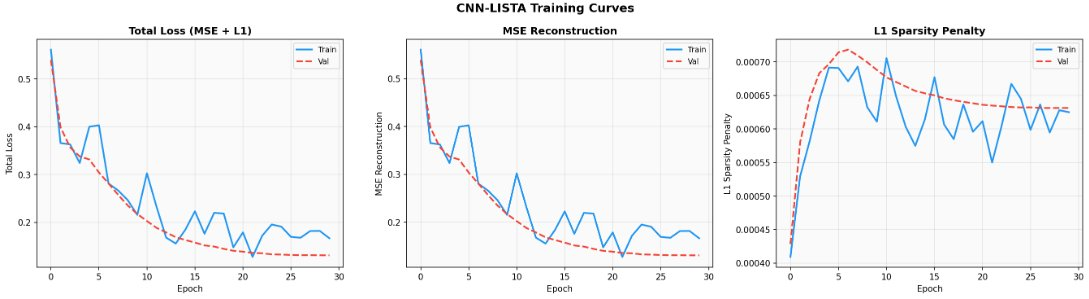 CNN-LISTA Training Curves
Total Loss (MSE + L1)
Total Loss
0.5
0.4
0.3
0.2
0
5
10
15
20
25
30
Epoch
Train
Val
MSE Reconstruction
MSE Reconstruction
0.5
0.4
0.3
0.2
0
5
10
15
20
25
30
Epoch
Train
Val
L1 Sparsity Penalty
L1 Sparsity Penalty
0.00070
0.00065
0.00060
0.00055
0.00050
0.00045
0.00040
0
5
10
15
20
25
30
Epoch
Train
Val